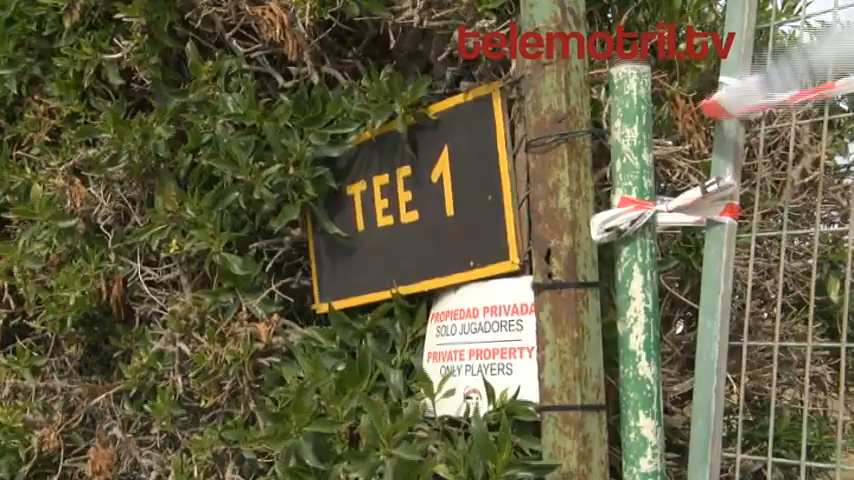 telemotril.tv
TEE 1
PROPIEDAD PRIVADA
SOLO JUGADORES
PRIVATE PROPERTY
ONLY PLAYERS